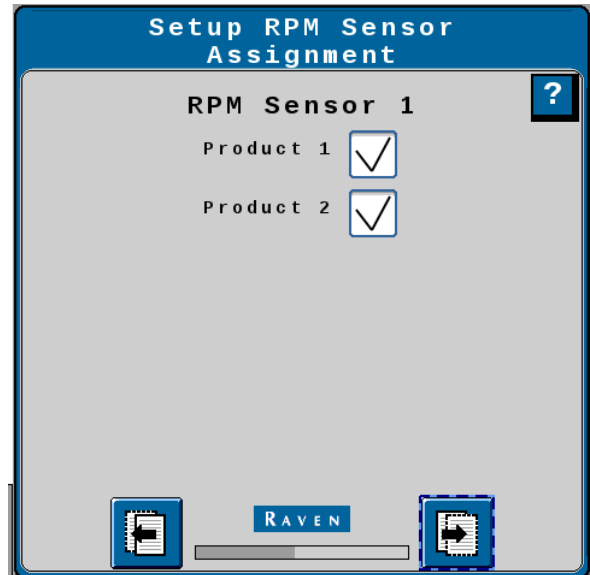 Setup RPM Sensor
Assignment
?
RPM Sensor 1
Product 1
Product 2
RAVEN